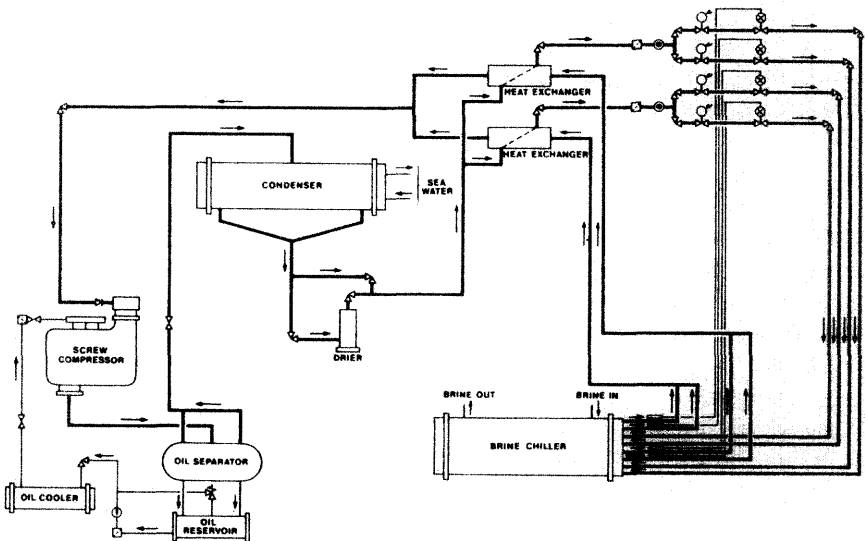 HEAT EXCHANGER
HEAT EXCHANGER
CONDENSER
SEA
WATER
SCREW
COMPRESSOR
DRIER
BRINE OUT
BRINE IN
BRINE CHILLER
OIL SEPARATOR
OIL COOLER
OIL
RESERVOIR